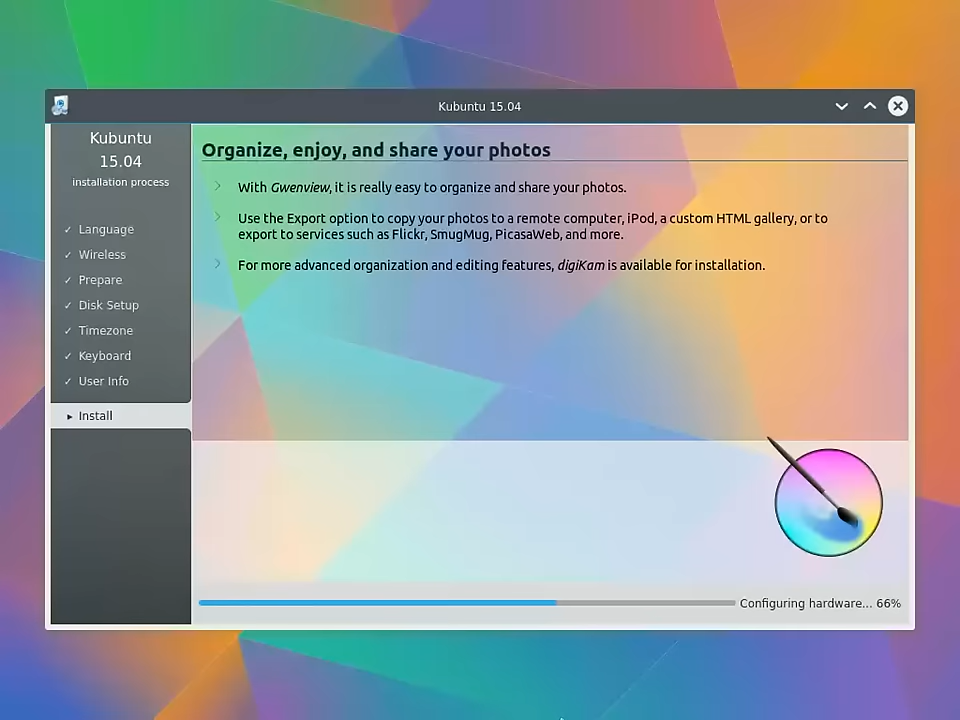 Kubuntu 15.04
Kubuntu
15.04
installation process
✓ Language
✓ Wireless
✓ Prepare
✓ Disk Setup
✓ Timezone
✓ Keyboard
✓ User Info
▸ Install
Organize, enjoy, and share your photos
With Gwenview, it is really easy to organize and share your photos.
Use the Export option to copy your photos to a remote computer, iPod, a custom HTML gallery, or to
export to services such as Flickr, SmugMug, PicasaWeb, and more.
For more advanced organization and editing features, digiKam is available for installation.
Configuring hardware... 66%